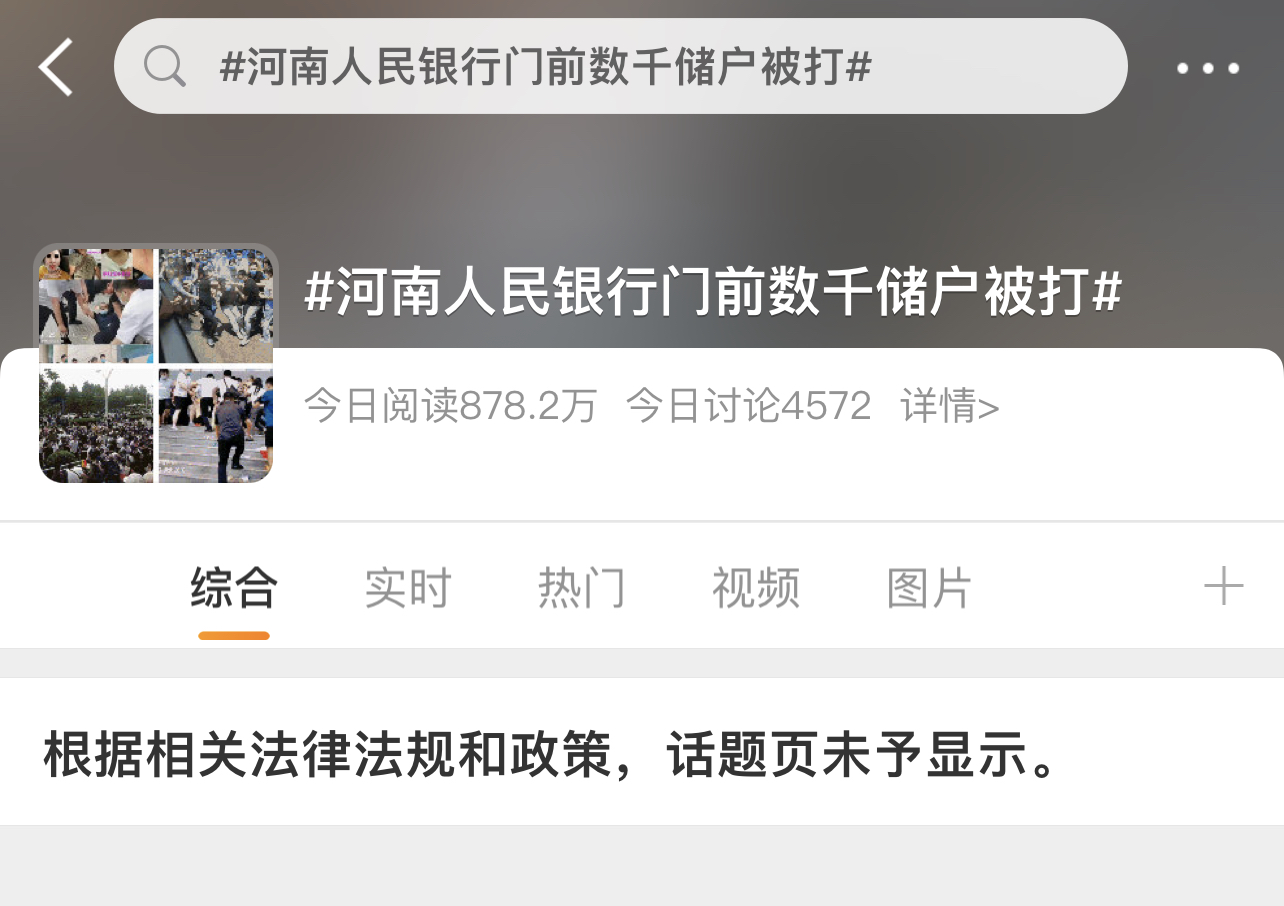 #河南人民银行门前数千储户被打#
#河南人民银行门前数千储户被打#
今日阅读878.2万 今日讨论4572 详情>
综合 实时 热门 视频 图片
根据相关法律法规和政策，话题页未予显示。